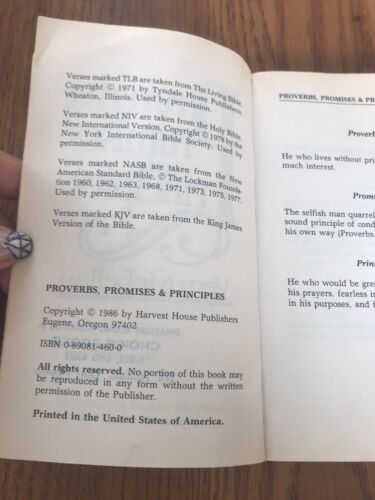 Verses marked TLB are taken from The Living Bible,
Copyright © 1971 by Tyndale House Publishers,
Wheaton, Illinois. Used by permission.
Verses marked NIV are taken from the Holy Bible,
New International Version, Copyright © 1978 by the
New York International Bible Society. Used by
permission.
Verses marked NASB are taken from the New
American Standard Bible, © The Lockman Founda-
tion 1960, 1962, 1963, 1968, 1971, 1973, 1975, 1977.
Used by permission.
Verses marked KJV are taken from the King James
Version of the Bible.
PROVERBS, PROMISES & PRINCIPLES
Copyright © 1986 by Harvest House Publishers
Eugene, Oregon 97402
ISBN 0-89081-460-0
All rights reserved. No portion of this book may
be reproduced in any form without the written
permission of the Publisher.
Printed in the United States of America.
PROVERBS, PROMISES & P
Proverb
He who lives without pri
much interest.
Promi
The selfish man quarrel
sound principle of cond
his own way (Proverbs
Prin
He who would be grea
his prayers, fearless i
in his purposes, and f